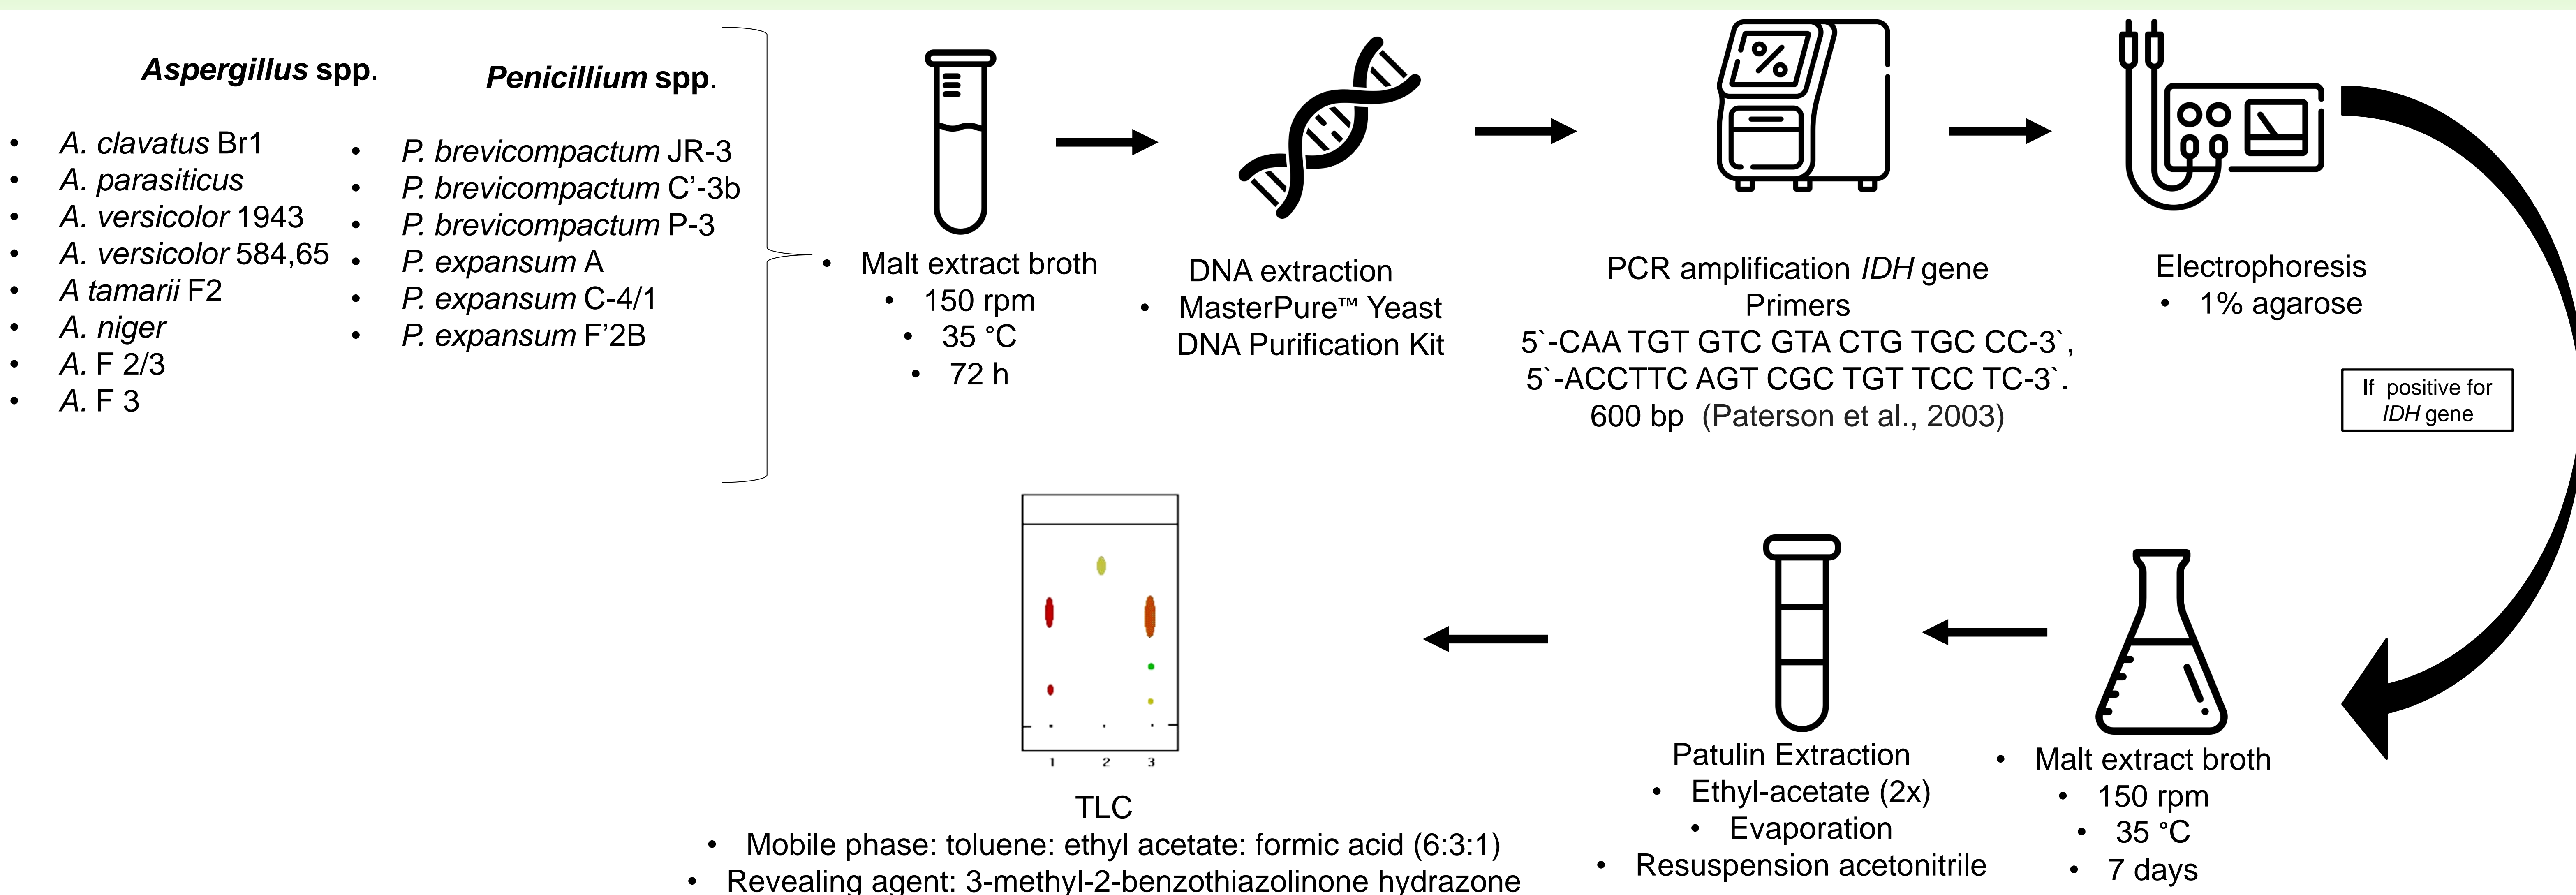 Aspergillus spp.
• A. clavatus Br1
• A. parasiticus
• A. versicolor 1943
• A. versicolor 584,65
• A tamarii F2
• A. niger
• A. F 2/3
• A. F 3
Penicillium spp.
• P. brevicompactum JR-3
• P. brevicompactum C’-3b
• P. brevicompactum P-3
• P. expansum A
• P. expansum C-4/1
• P. expansum F’2B
• Malt extract broth
• 150 rpm
• 35 °C
• 72 h
DNA extraction
• MasterPure™ Yeast
DNA Purification Kit
%
PCR amplification IDH gene
Primers
5`-CAA TGT GTC GTA CTG TGC CC-3`,
5`-ACCTTC AGT CGC TGT TCC TC-3`.
600 bp (Paterson et al., 2003)
Electrophoresis
• 1% agarose
If positive for
IDH gene
• Malt extract broth
• 150 rpm
• 35 °C
• 7 days
Patulin Extraction
• Ethyl-acetate (2x)
• Evaporation
• Resuspension acetonitrile
1 2 3
TLC
• Mobile phase: toluene: ethyl acetate: formic acid (6:3:1)
• Revealing agent: 3-methyl-2-benzothiazolinone hydrazone